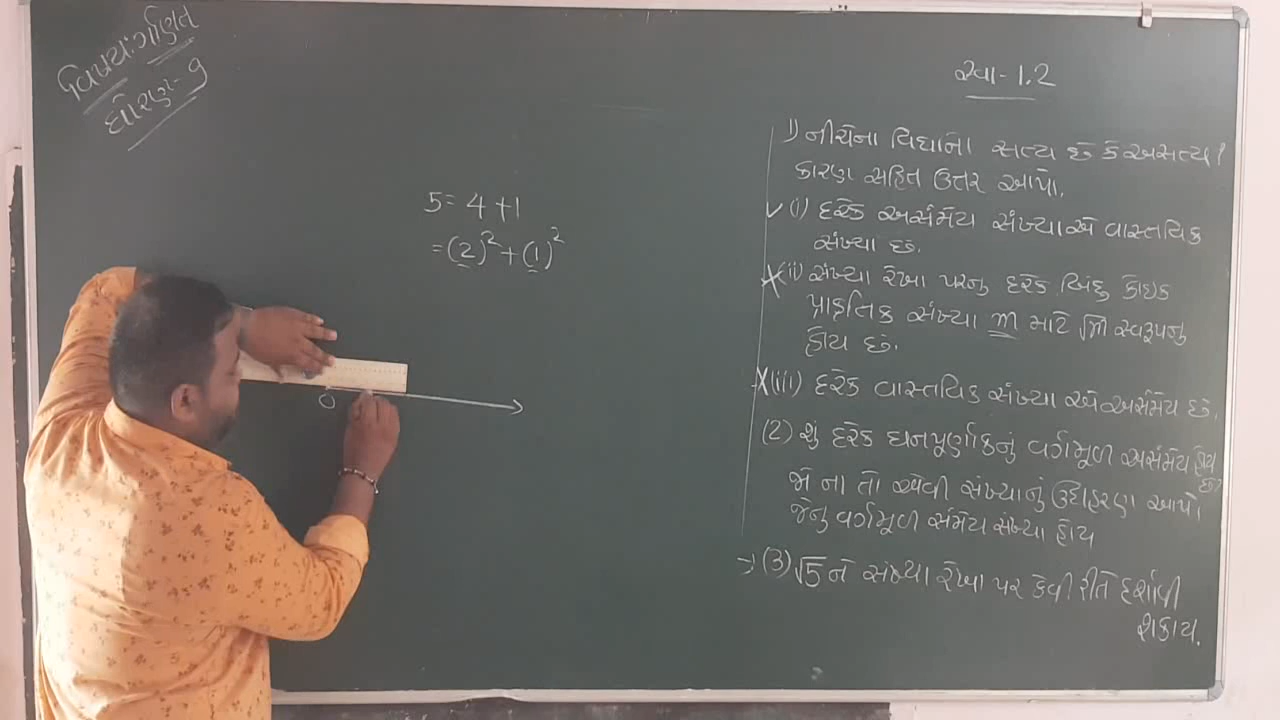 વિષય: ગણિત
ધોરણ - 9
5 = 4 + 1
= (2)² + (1)²
0
સ્વા - 1.2
1) નીચેના વિધાનો સત્ય છે કે અસત્ય?
કારણ સહિત ઉત્તર આપો.
✓ (i) દરેક અસંમેય સંખ્યા એ વાસ્તવિક
સંખ્યા છે.
X (ii) સંખ્યા રેખા પરનુ દરેક બિંદુ કોઇક
પ્રાકૃતિક સંખ્યા m માટે √m સ્વરૂપનુ
હોય છે.
X (iii) દરેક વાસ્તવિક સંખ્યા એ અસંમેય છે.
(2) શુ દરેક ધનપૂર્ણાંકનું વર્ગમૂળ અસંમેય હોય છે?
જો ના તો એવી સંખ્યાનું ઉદાહરણ આપો
જેનુ વર્ગમૂળ સંમેય સંખ્યા હોય
⇒ (3) √5 ને સંખ્યા રેખા પર કેવી રીતે દર્શાવી
શકાય.